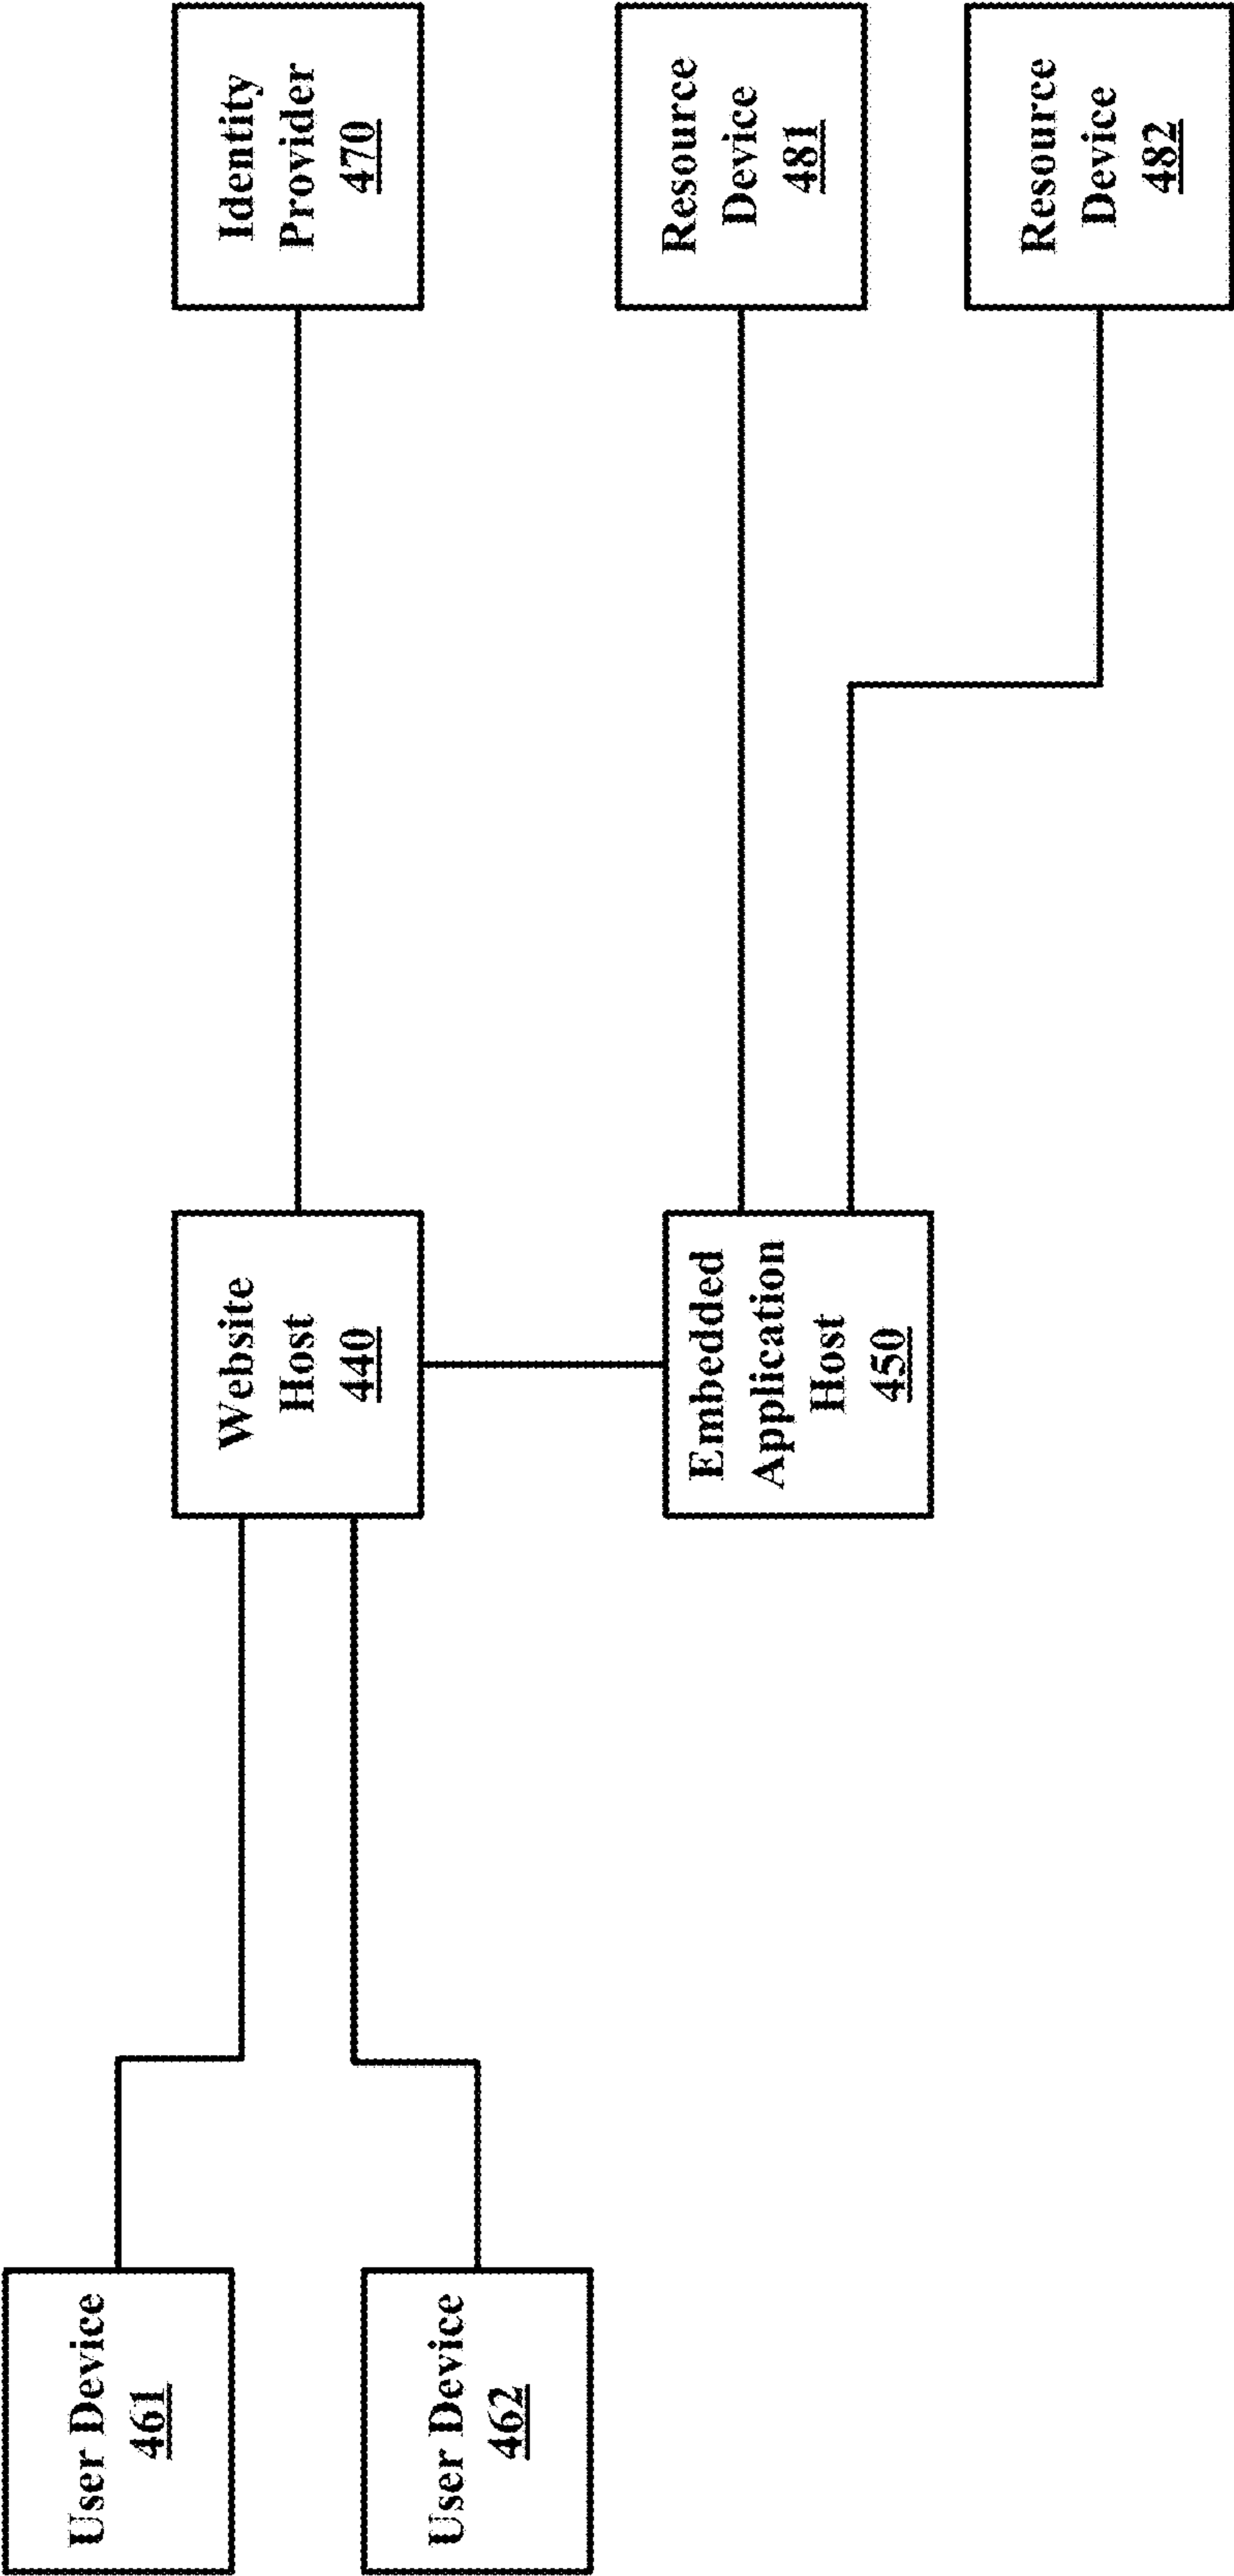 User Device
461
User Device
462
Website
Host
440
Embedded
Application
Host
450
Identity
Provider
470
Resource
Device
481
Resource
Device
482